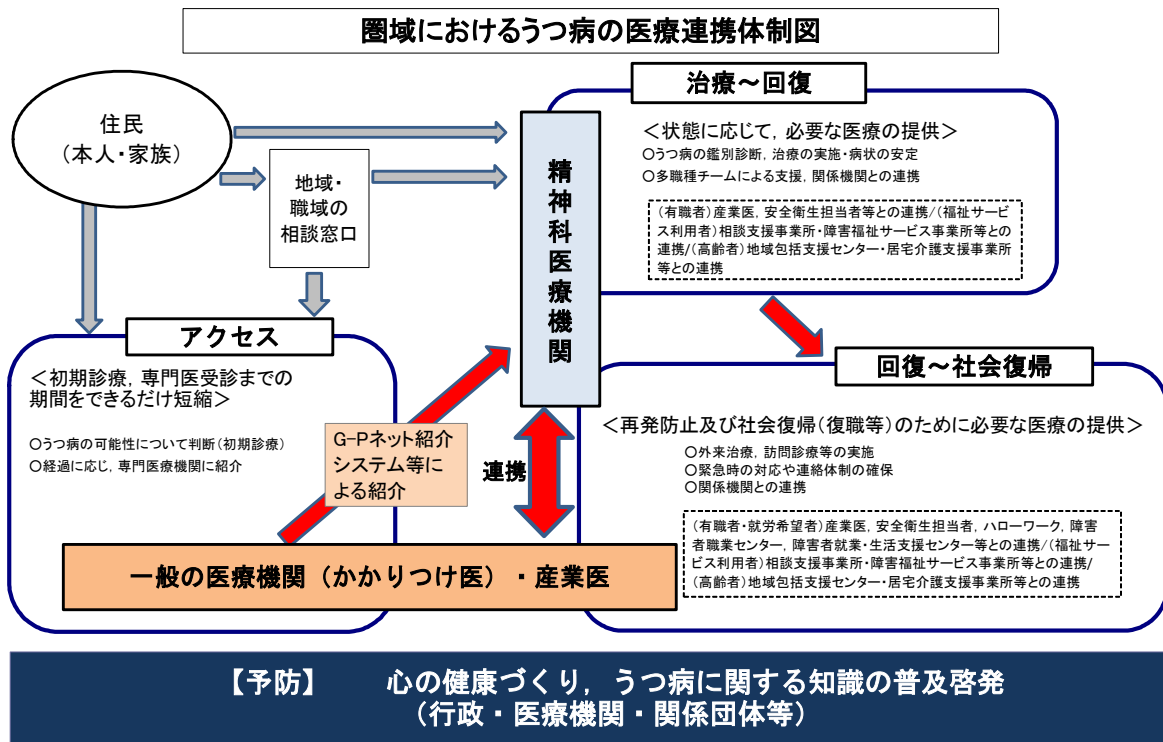 圏域におけるうつ病の医療連携体制図
住民
（本人・家族）
地域・
職域の
相談窓口
精神科医療機関
治療～回復
＜状態に応じて，必要な医療の提供＞
○うつ病の鑑別診断，治療の実施・病状の安定
○多職種チームによる支援，関係機関との連携
（有職者）産業医，安全衛生担当者等との連携/（福祉サービ
ス利用者）相談支援事業所・障害福祉サービス事業所等との
連携/（高齢者）地域包括支援センター・居宅介護支援事業所
等との連携
アクセス
＜初期診療，専門医受診までの
期間をできるだけ短縮＞
○うつ病の可能性について判断（初期診療）
○経過に応じ，専門医療機関に紹介
G-Pネット紹介
システム等に
よる紹介
連携
一般の医療機関（かかりつけ医）・産業医
回復～社会復帰
＜再発防止及び社会復帰（復職等）のために必要な医療の提供＞
○外来治療，訪問診療等の実施
○緊急時の対応や連絡体制の確保
○関係機関との連携
（有職者・就労希望者）産業医，安全衛生担当者，ハローワーク，障害
者職業センター，障害者就業・生活支援センター等との連携/（福祉サー
ビス利用者）相談支援事業所・障害福祉サービス事業所等との連携/
（高齢者）地域包括支援センター・居宅介護支援事業所等との連携
【予防】　心の健康づくり，うつ病に関する知識の普及啓発
（行政・医療機関・関係団体等）